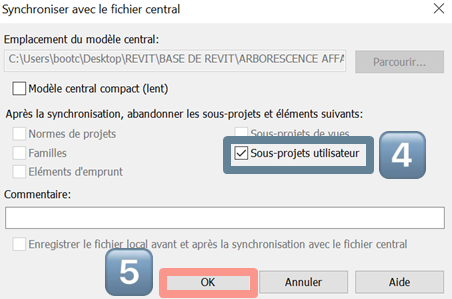 Synchroniser avec le fichier central
Emplacement du modèle central:
C:\Users\bootc\Desktop\REVIT\BASE DE REVIT\ARBORESCENCE AFFA
Parcourir...
Modèle central compact (lent)
Après la synchronisation, abandonner les sous-projets et éléments suivants:
Normes de projets
Sous-projets de vues
Familles
Sous-projets utilisateur
4
Eléments d'emprunt
Commentaire:
Enregistrer le fichier local avant et après la synchronisation avec le fichier central
5
OK
Annuler
Aide